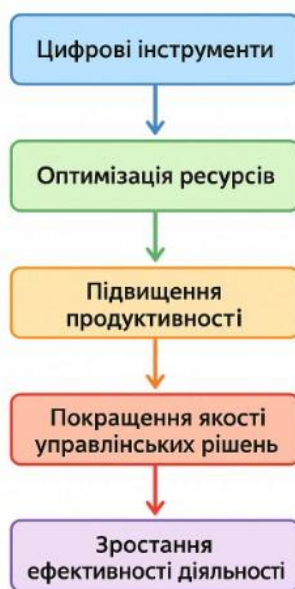 Цифрові інструменти
Оптимізація ресурсів
Підвищення
продуктивності
Покращення якості
управлінських рішень
Зростання
ефективності діяльності